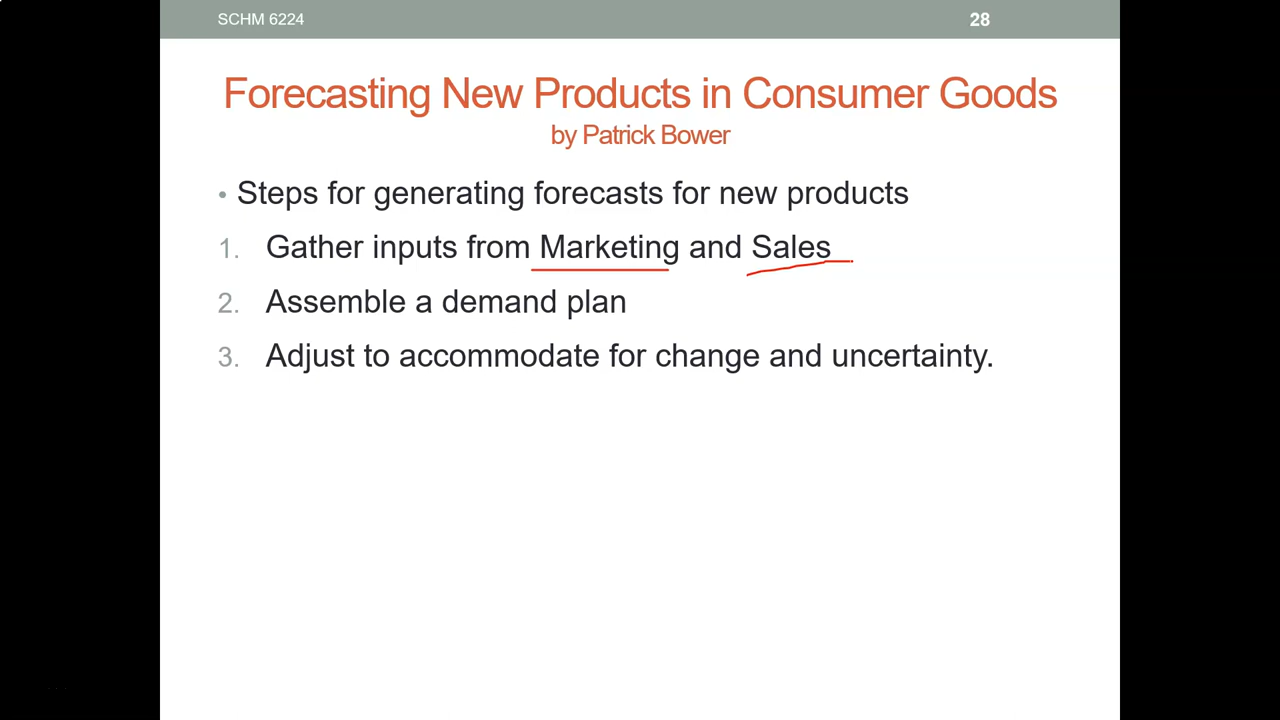 SCHM 6224
28
Forecasting New Products in Consumer Goods
by Patrick Bower
• Steps for generating forecasts for new products
1. Gather inputs from Marketing and Sales
2. Assemble a demand plan
3. Adjust to accommodate for change and uncertainty.